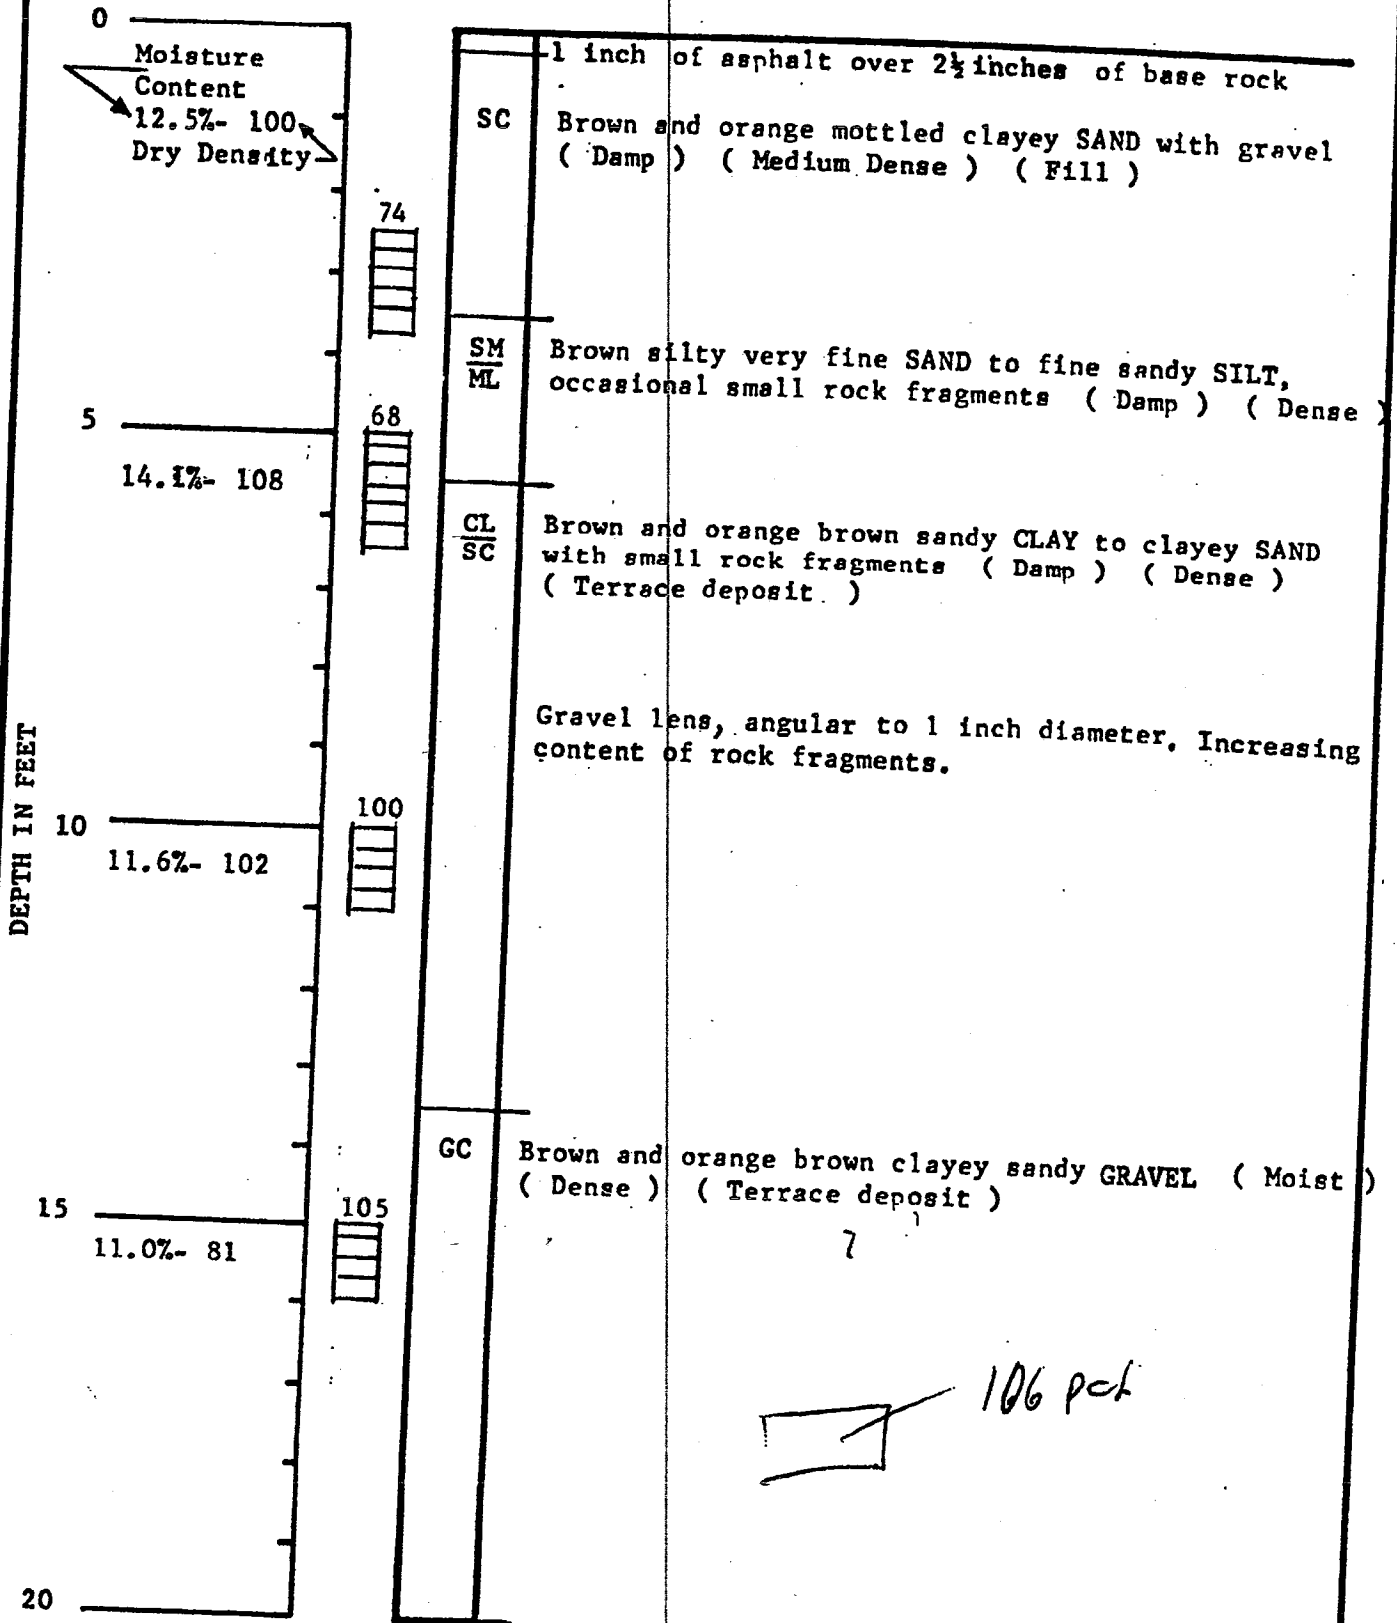 0
Moisture
Content
12.5%- 100
Dry Density
1 inch of asphalt over 2½ inches of base rock
SC
Brown and orange mottled clayey SAND with gravel
( Damp ) ( Medium Dense ) ( Fill )
74
SM
ML
Brown silty very fine SAND to fine sandy SILT,
occasional small rock fragments ( Damp ) ( Dense )
5
68
14.1%- 108
CL
SC
Brown and orange brown sandy CLAY to clayey SAND
with small rock fragments ( Damp ) ( Dense )
( Terrace deposit )
Gravel lens, angular to 1 inch diameter. Increasing
content of rock fragments.
DEPTH IN FEET
10
100
11.6%- 102
GC
Brown and orange brown clayey sandy GRAVEL ( Moist )
( Dense ) ( Terrace deposit )
15
105
11.0%- 81
106 pcf
20